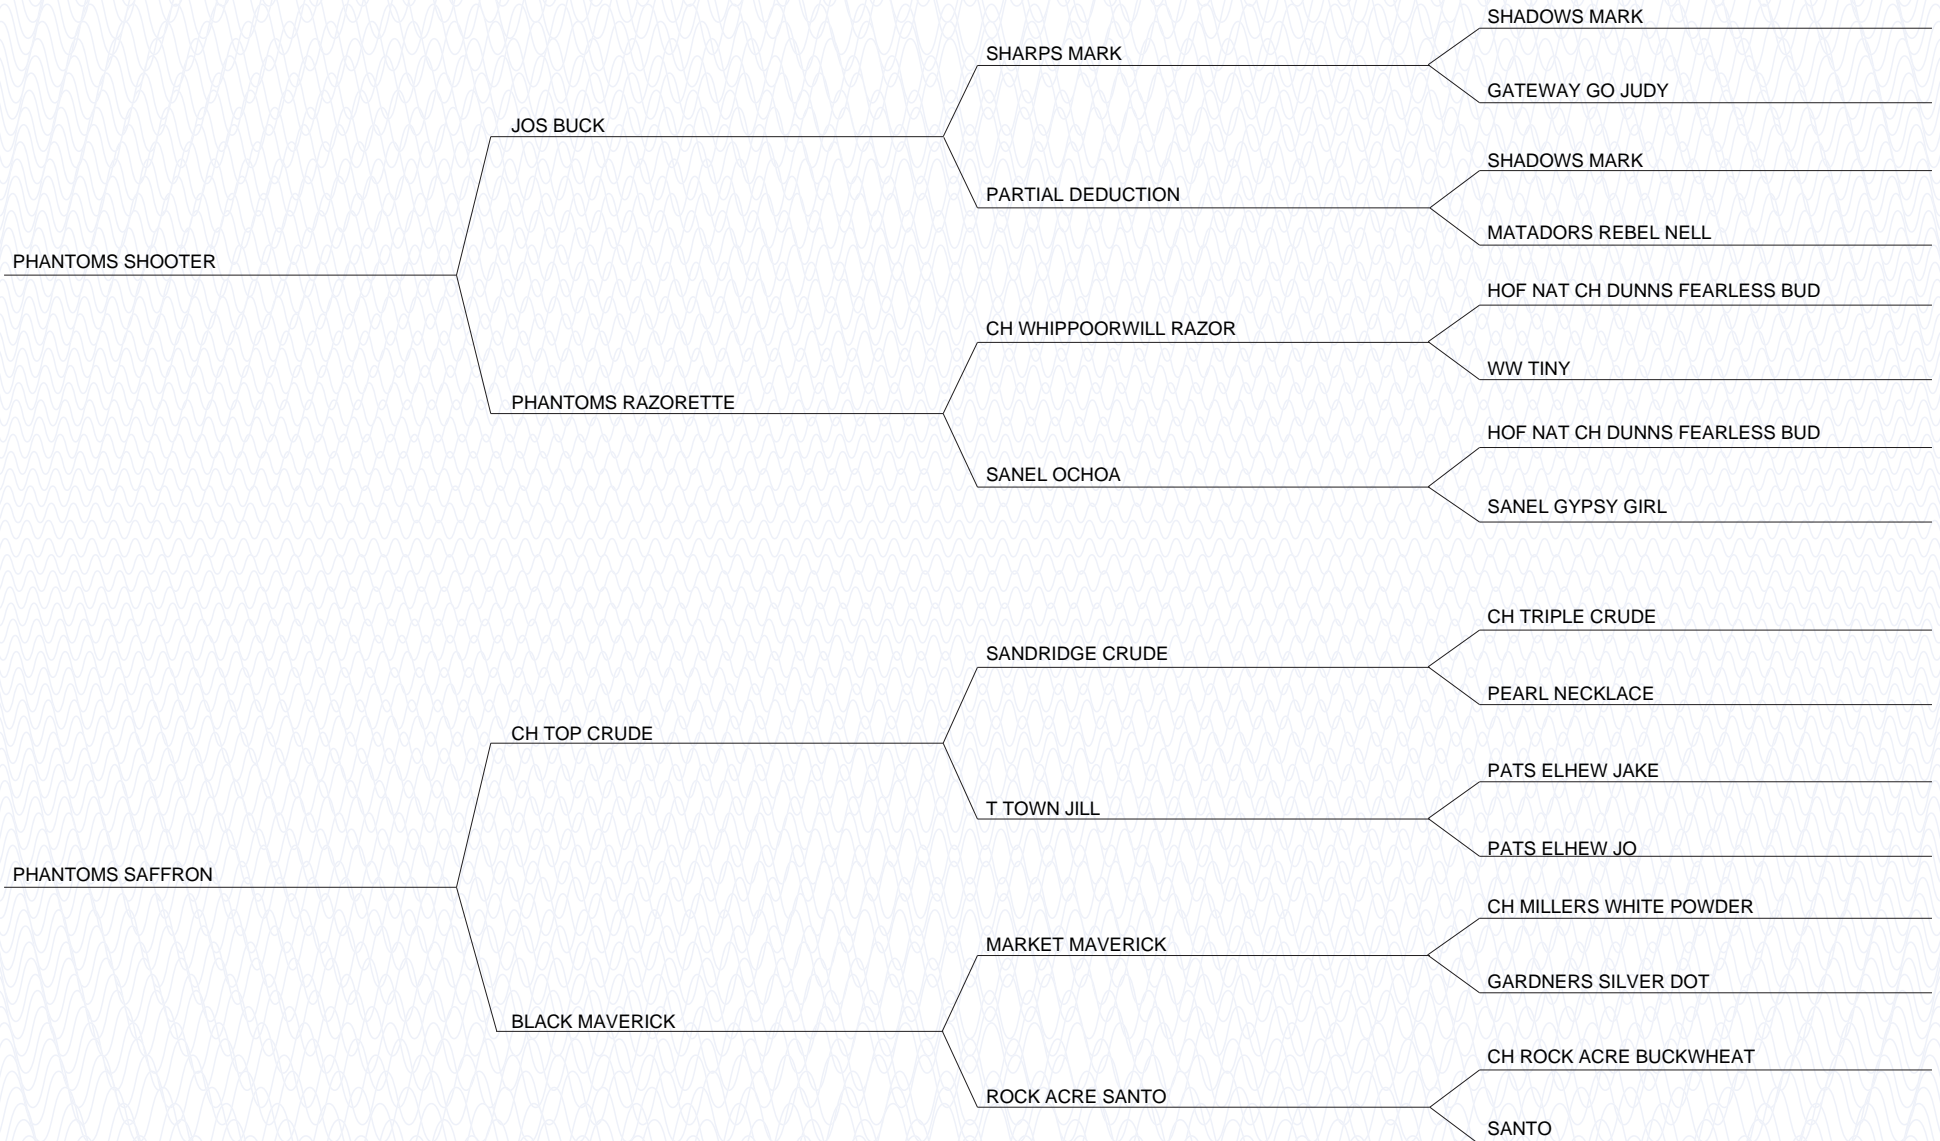 SHADOWS MARK
SHARPS MARK
GATEWAY GO JUDY
JOS BUCK
SHADOWS MARK
PARTIAL DEDUCTION
MATADORS REBEL NELL
PHANTOMS SHOOTER
HOF NAT CH DUNNS FEARLESS BUD
CH WHIPPOORWILL RAZOR
WW TINY
PHANTOMS RAZORETTE
HOF NAT CH DUNNS FEARLESS BUD
SANEL OCHOA
SANEL GYPSY GIRL
CH TRIPLE CRUDE
SANDRIDGE CRUDE
PEARL NECKLACE
CH TOP CRUDE
PATS ELHEW JAKE
T TOWN JILL
PATS ELHEW JO
PHANTOMS SAFFRON
CH MILLERS WHITE POWDER
MARKET MAVERICK
GARDNERS SILVER DOT
BLACK MAVERICK
CH ROCK ACRE BUCKWHEAT
ROCK ACRE SANTO
SANTO